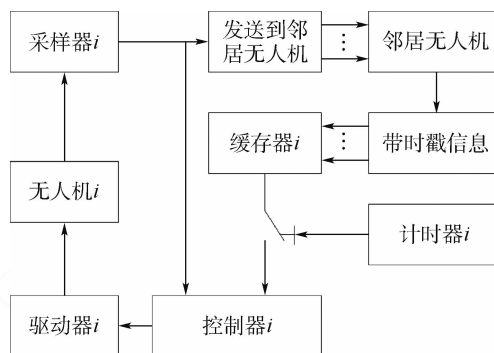 采样器i
发送到邻
居无人机
邻居无人机
缓存器i
带时戳信息
无人机i
计时器i
驱动器i
控制器i